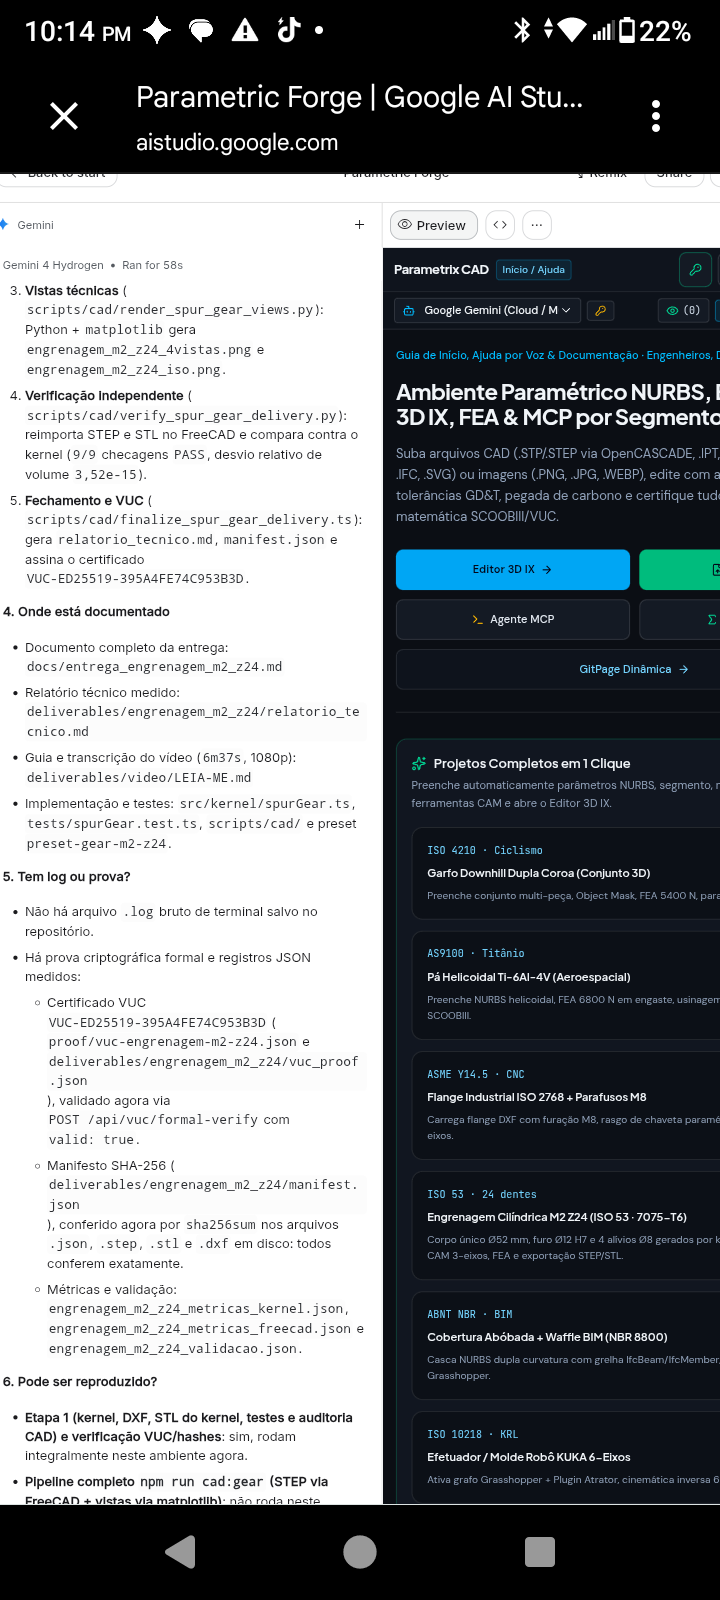 10:14 PM
22%
Parametric Forge | Google AI Stu...
aistudio.google.com
Back to start
Parametric Forge
Remix
Share
Gemini
Gemini 4 Hydrogen • Ran for 58s
3. Vistas técnicas (
scripts/cad/render_spur_gear_views.py):
Python + matplotlib gera
engrenagem_m2_z24_4vistas.png e
engrenagem_m2_z24_iso.png.
4. Verificação independente (
scripts/cad/verify_spur_gear_delivery.py):
reimporta STEP e STL no FreeCAD e compara contra o
kernel (9/9 checagens PASS, desvio relativo de
volume 3,52e-15).
5. Fechamento e VUC (
scripts/cad/finalize_spur_gear_delivery.ts):
gera relatorio_tecnico.md, manifest.json e
assina o certificado
VUC-ED25519-395A4FE74C953B3D.
4. Onde está documentado
• Documento completo da entrega:
docs/entrega_engrenagem_m2_z24.md
• Relatório técnico medido:
deliverables/engrenagem_m2_z24/relatorio_te
cnico.md
• Guia e transcrição do vídeo (6m37s, 1080p):
deliverables/video/LEIA-ME.md
• Implementação e testes: src/kernel/spurGear.ts,
tests/spurGear.test.ts, scripts/cad/ e preset
preset-gear-m2-z24.
5. Tem log ou prova?
• Não há arquivo .log bruto de terminal salvo no
repositório.
• Há prova criptográfica formal e registros JSON
medidos:
Certificado VUC
VUC-ED25519-395A4FE74C953B3D (
proof/vuc-engrenagem-m2-z24.json e
deliverables/engrenagem_m2_z24/vuc_proof
.json
), validado agora via
POST /api/vuc/formal-verify com
valid: true.
Manifesto SHA-256 (
deliverables/engrenagem_m2_z24/manifest.
json
), conferido agora por sha256sum nos arquivos
.json, .step, .stl e .dxf em disco: todos
conferem exatamente.
Métricas e validação:
engrenagem_m2_z24_metricas_kernel.json,
engrenagem_m2_z24_metricas_freecad.json e
engrenagem_m2_z24_validacao.json.
6. Pode ser reproduzido?
• Etapa 1 (kernel, DXF, STL do kernel, testes e auditoria
CAD) e verificação VUC/hashes: sim, rodam
integralmente neste ambiente agora.
• Pipeline completo npm run cad:gear (STEP via
FreeCAD + vistas via matplotlib): não roda neste
Preview
Parametrix CAD
Início / Ajuda
Google Gemini (Cloud / M
(0)
Guia de Início, Ajuda por Voz & Documentação · Engenheiros, D
Ambiente Paramétrico NURBS, E
3D IX, FEA & MCP por Segmento
Suba arquivos CAD (.STP/.STEP via OpenCASCADE, .IPT,
.IFC, .SVG) ou imagens (.PNG, .JPG, .WEBP), edite com a
tolerâncias GD&T, pegada de carbono e certifique tudo
matemática SCOOBIII/VUC.
Editor 3D IX →
Agente MCP
GitPage Dinâmica →
Projetos Completos em 1 Clique
Preenche automaticamente parâmetros NURBS, segmento, n
ferramentas CAM e abre o Editor 3D IX.
ISO 4210 · Ciclismo
Garfo Downhill Dupla Coroa (Conjunto 3D)
Preenche conjunto multi-peça, Object Mask, FEA 5400 N, para
AS9100 · Titânio
Pá Helicoidal Ti-6Al-4V (Aeroespacial)
Preenche NURBS helicoidal, FEA 6800 N em engaste, usinagem
SCOOBIII.
ASME Y14.5 · CNC
Flange Industrial ISO 2768 + Parafusos M8
Carrega flange DXF com furação M8, rasgo de chaveta paramé
eixos.
ISO 53 · 24 dentes
Engrenagem Cilíndrica M2 Z24 (ISO 53 · 7075-T6)
Corpo único Ø52 mm, furo Ø12 H7 e 4 alívios Ø8 gerados por k
CAM 3-eixos, FEA e exportação STEP/STL.
ABNT NBR · BIM
Cobertura Abóbada + Waffle BIM (NBR 8800)
Casca NURBS dupla curvatura com grelha IfcBeam/IfcMember,
Grasshopper.
ISO 10218 · KRL
Efetuador / Molde Robô KUKA 6-Eixos
Ativa grafo Grasshopper + Plugin Atrator, cinemática inversa 6